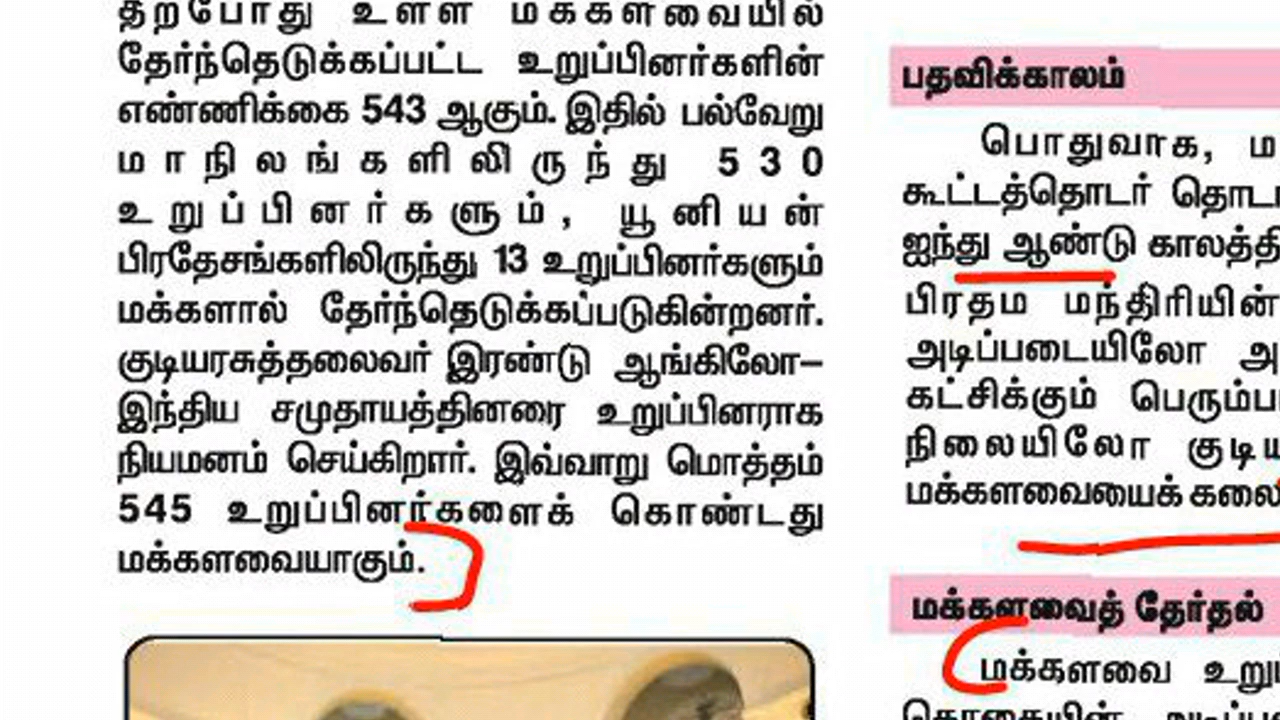 தற்போது உள்ள மக்களவையில்
தேர்ந்தெடுக்கப்பட்ட உறுப்பினர்களின்
எண்ணிக்கை 543 ஆகும். இதில் பல்வேறு
மாநிலங்களிலிருந்து 530
உறுப்பினர்களும், யூனியன்
பிரதேசங்களிலிருந்து 13 உறுப்பினர்களும்
மக்களால் தேர்ந்தெடுக்கப்படுகின்றனர்.
குடியரசுத்தலைவர் இரண்டு ஆங்கிலோ–
இந்திய சமுதாயத்தினரை உறுப்பினராக
நியமனம் செய்கிறார். இவ்வாறு மொத்தம்
545 உறுப்பினர்களைக் கொண்டது
மக்களவையாகும்.
பதவிக்காலம்
பொதுவாக,
கூட்டத்தொடர்
ஐந்து ஆண்டு
பிரதம மந்திரியின்
அடிப்படையிலோ
கட்சிக்கும்
நிலையிலோ
மக்களவையைக்
மக்களவைத் தேர்தல்
மக்களவை